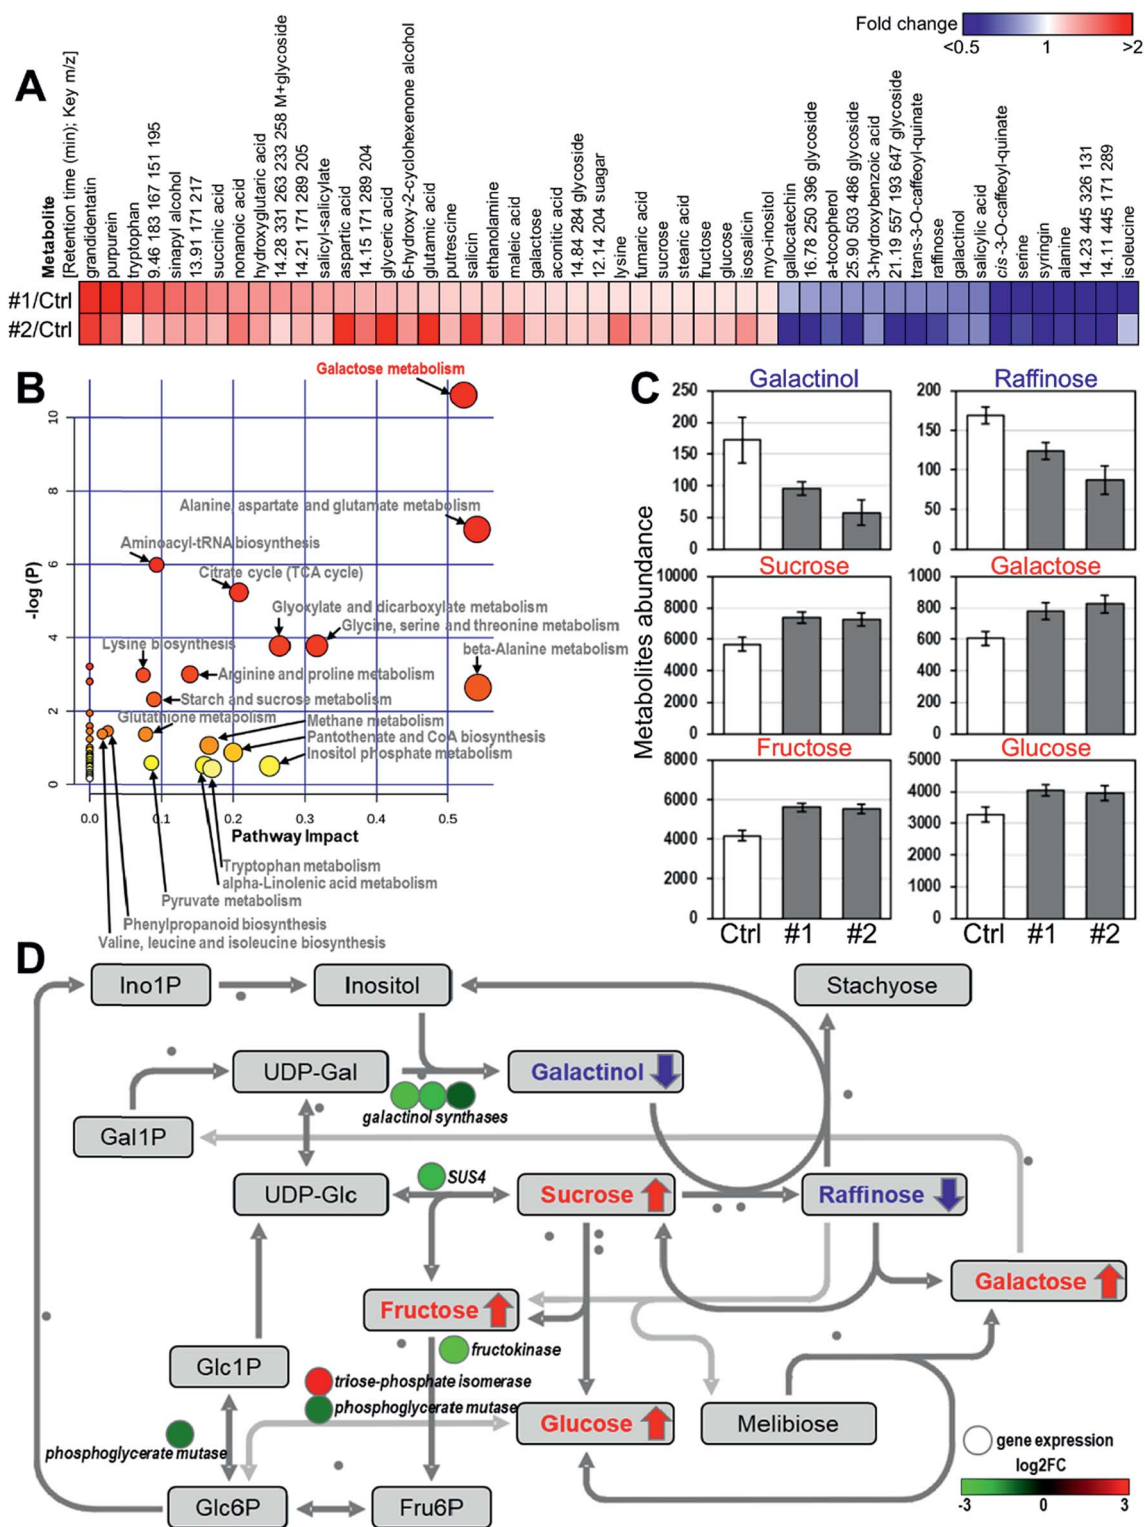 Fold change
<0.5 1 >2
A
Metabolite
[Retention time (min); Key m/z]
grandidentatin
purpurein
tryptophan
9.46 183 167 151 195
sinapyl alcohol
13.91 171 217
succinic acid
nonanoic acid
hydroxyglutaric acid
14.28 331 263 233 258 M+glycoside
14.21 171 289 205
salicyl-salicylate
aspartic acid
14.15 171 289 204
glyceric acid
6-hydroxy-2-cyclohexenone alcohol
glutamic acid
putrescine
salicin
ethanolamine
maleic acid
galactose
aconitic acid
14.84 284 glycoside
12.14 204 suagar
lysine
fumaric acid
sucrose
stearic acid
fructose
glucose
isosalicin
myo-inositol
gallocatechin
16.78 250 396 glycoside
a-tocopherol
25.90 503 486 glycoside
3-hydroxybenzoic acid
21.19 557 193 647 glycoside
trans-3-O-caffeoyl-quinate
raffinose
galactinol
salicylic acid
cis-3-O-caffeoyl-quinate
serine
syringin
alanine
14.23 445 326 131
14.11 445 171 289
isoleucine
#1/Ctrl
#2/Ctrl
B
Galactose metabolism
Alanine, aspartate and glutamate metabolism
Aminoacyl-tRNA biosynthesis
Citrate cycle (TCA cycle)
Glyoxylate and dicarboxylate metabolism
Glycine, serine and threonine metabolism
Lysine biosynthesis
beta-Alanine metabolism
Arginine and proline metabolism
Starch and sucrose metabolism
Glutathione metabolism
Methane metabolism
Pantothenate and CoA biosynthesis
Inositol phosphate metabolism
-log (P)
10
8
6
4
2
0
0.0 0.1 0.2 0.3 0.4 0.5
Pathway Impact
Tryptophan metabolism
alpha-Linolenic acid metabolism
Pyruvate metabolism
Phenylpropanoid biosynthesis
Valine, leucine and isoleucine biosynthesis
C
Metabolites abundance
Galactinol
250
200
150
100
50
0
Raffinose
200
150
100
50
0
Sucrose
10000
8000
6000
4000
2000
0
Galactose
1000
800
600
400
200
0
Fructose
8000
6000
4000
2000
0
Glucose
5000
4000
3000
2000
1000
0
Ctrl #1 #2
Ctrl #1 #2
D
Ino1P
Inositol
Stachyose
UDP-Gal
Galactinol
galactinol synthases
Gal1P
SUS4
UDP-Glc
Sucrose
Raffinose
Galactose
Fructose
fructokinase
Glc1P
triose-phosphate isomerase
phosphoglycerate mutase
Glucose
Melibiose
phosphoglycerate mutase
gene expression
log2FC
-3 0 3
Glc6P
Fru6P